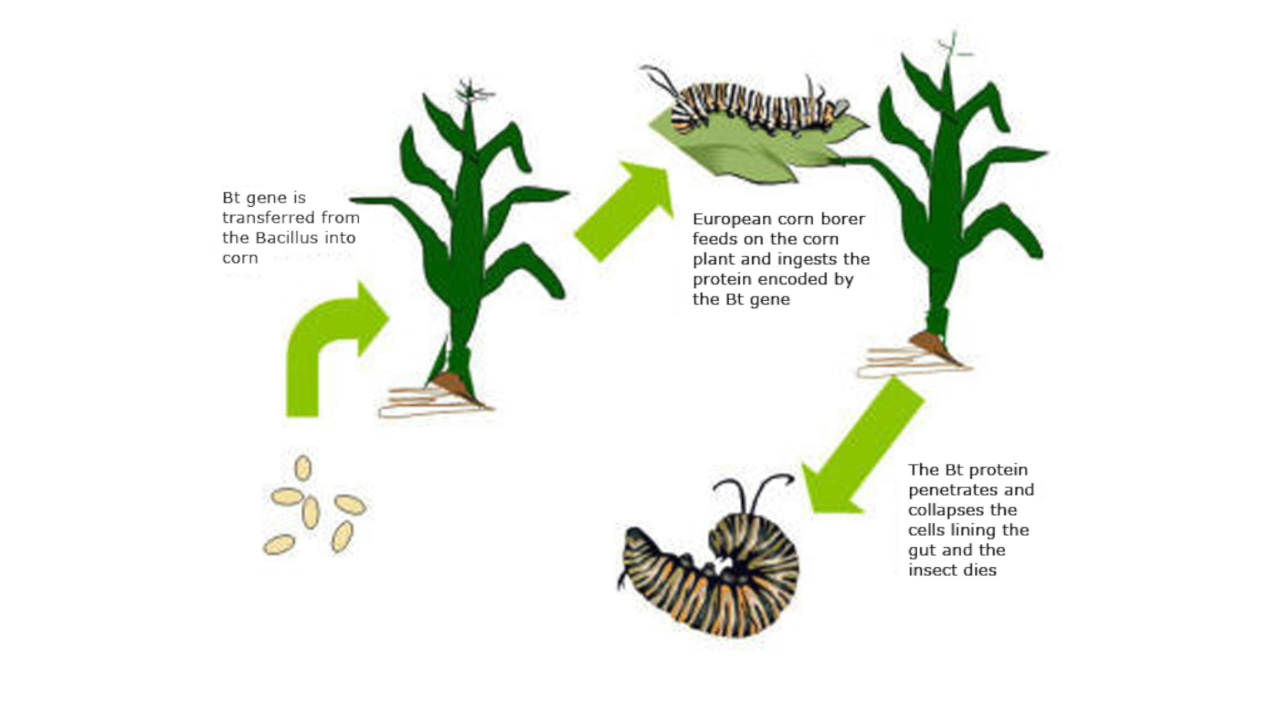 Bt gene is
transferred from
the Bacillus into
corn
European corn borer
feeds on the corn
plant and ingests the
protein encoded by
the Bt gene
The Bt protein
penetrates and
collapses the
cells lining the
gut and the
insect dies